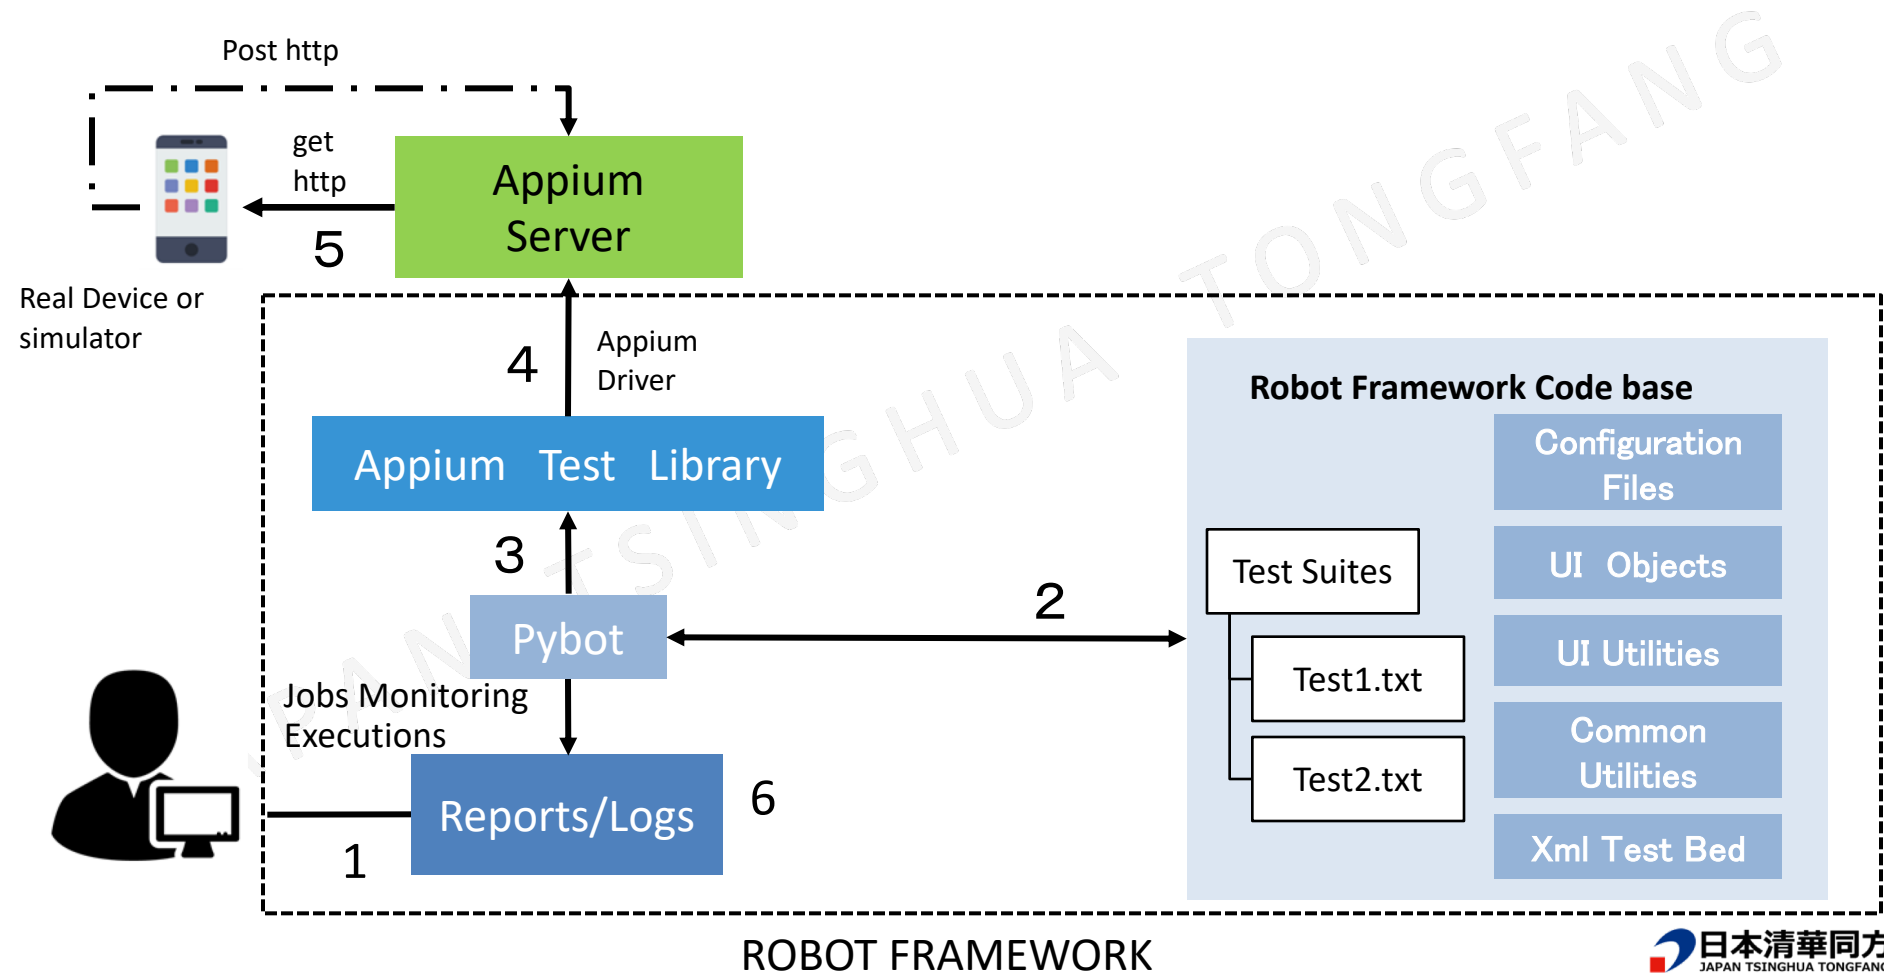 Post http
get
http
5
Appium
Server
Real Device or
simulator
4
Appium
Driver
Appium Test Library
3
Pybot
2
Jobs Monitoring
Executions
Reports/Logs
6
1
Robot Framework Code base
Configuration
Files
Test Suites
UI Objects
Test1.txt
UI Utilities
Test2.txt
Common
Utilities
Xml Test Bed
ROBOT FRAMEWORK
JAPAN TSINGHUA TONGFANG
日本清華同方
JAPAN TSINGHUA TONGFANG